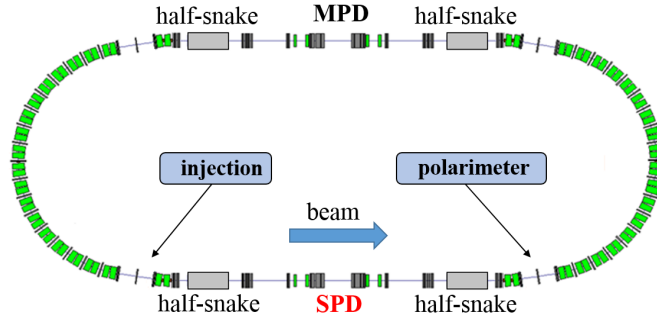 half-snake MPD half-snake
injection polarimeter
beam
half-snake SPD half-snake